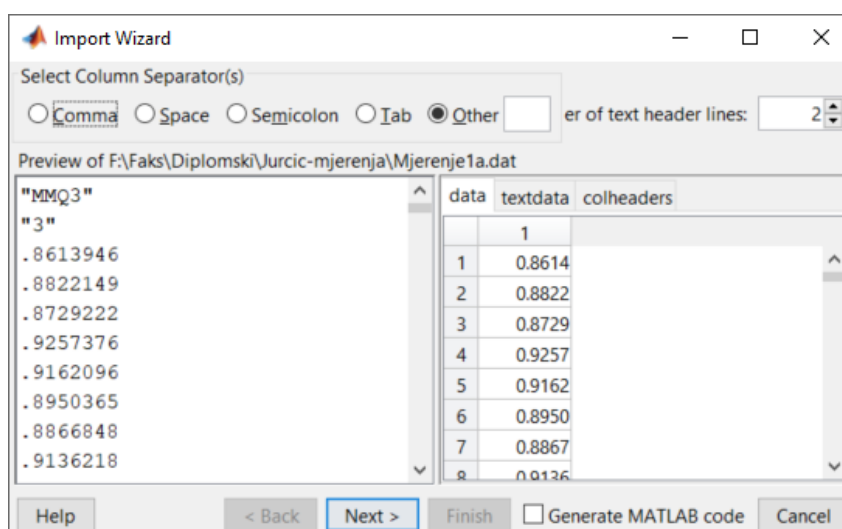 Import Wizard
Select Column Separator(s)
Comma Space Semicolon Tab Other er of text header lines: 2
Preview of F:\Faks\Diplomski\Jurcic-mjerenja\Mjerenje1a.dat
"MMQ3"
"3"
.8613946
.8822149
.8729222
.9257376
.9162096
.8950365
.8866848
.9136218
data textdata colheaders
1
1 0.8614
2 0.8822
3 0.8729
4 0.9257
5 0.9162
6 0.8950
7 0.8867
8 0.9136
Help < Back Next > Finish Generate MATLAB code Cancel